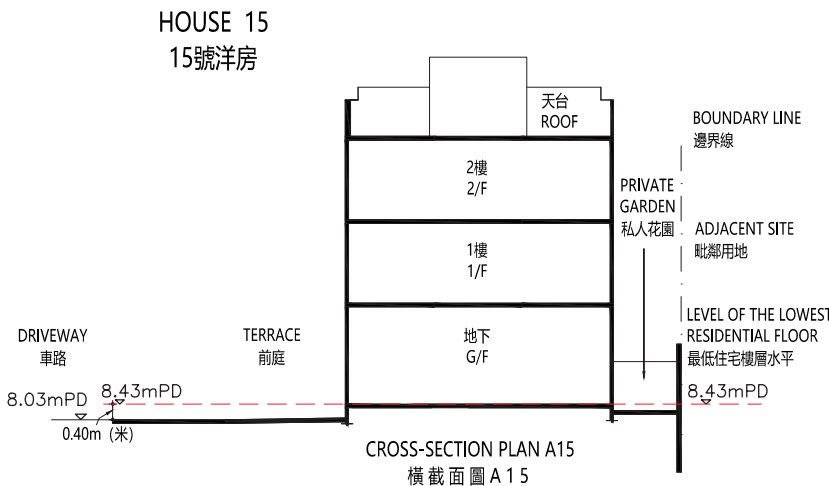 HOUSE 15
15號洋房
天台
ROOF
BOUNDARY LINE
邊界線
2樓
2/F
PRIVATE
GARDEN
私人花園
ADJACENT SITE
毗鄰用地
1樓
1/F
LEVEL OF THE LOWEST
RESIDENTIAL FLOOR
最低住宅樓層水平
DRIVEWAY
車路
TERRACE
前庭
地下
G/F
8.03mPD
8.43mPD
8.43mPD
0.40m (米)
CROSS-SECTION PLAN A15
橫截面圖A15